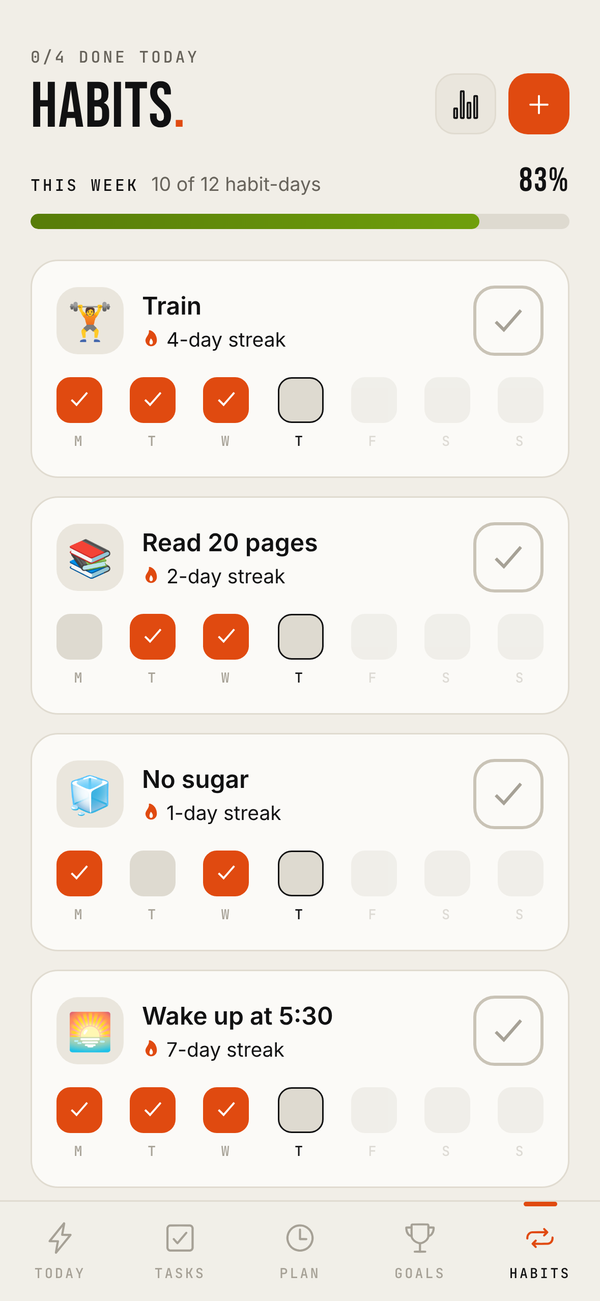 0/4 DONE TODAY
HABITS.
THIS WEEK 10 of 12 habit-days 83%
Train
4-day streak
M T W T F S S
Read 20 pages
2-day streak
M T W T F S S
No sugar
1-day streak
M T W T F S S
Wake up at 5:30
7-day streak
M T W T F S S
TODAY TASKS PLAN GOALS HABITS